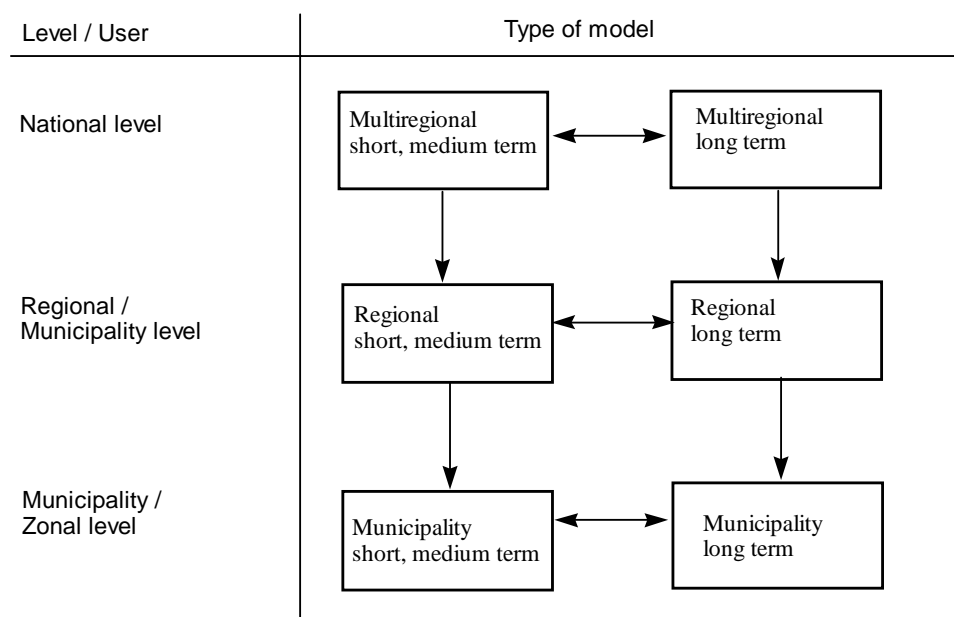 Level / User
Type of model
National level
Multiregional
short, medium term
Multiregional
long term
Regional /
Municipality level
Regional
short, medium term
Regional
long term
Municipality /
Zonal level
Municipality
short, medium term
Municipality
long term